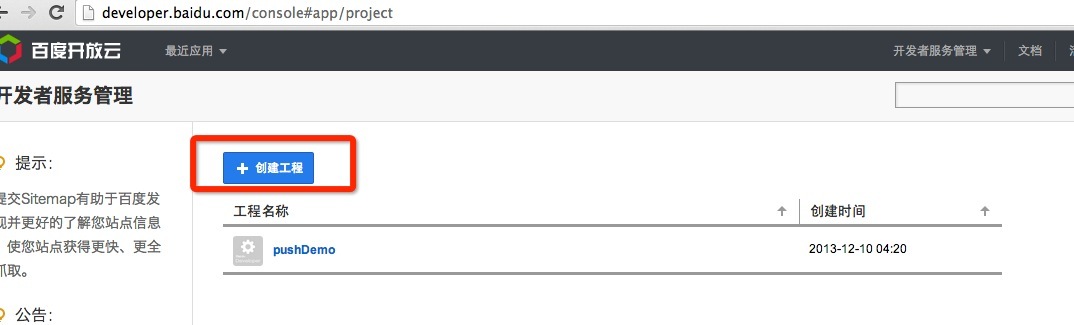 developer.baidu.com/console#app/project
百度开放云 最近应用 开发者服务管理 文档
开发者服务管理
提示:
提交Sitemap有助于百度发
现并更好的了解您站点信息
使您站点获得更快、更全
抓取。
公告:
+ 创建工程
工程名称 创建时间
pushDemo 2013-12-10 04:20